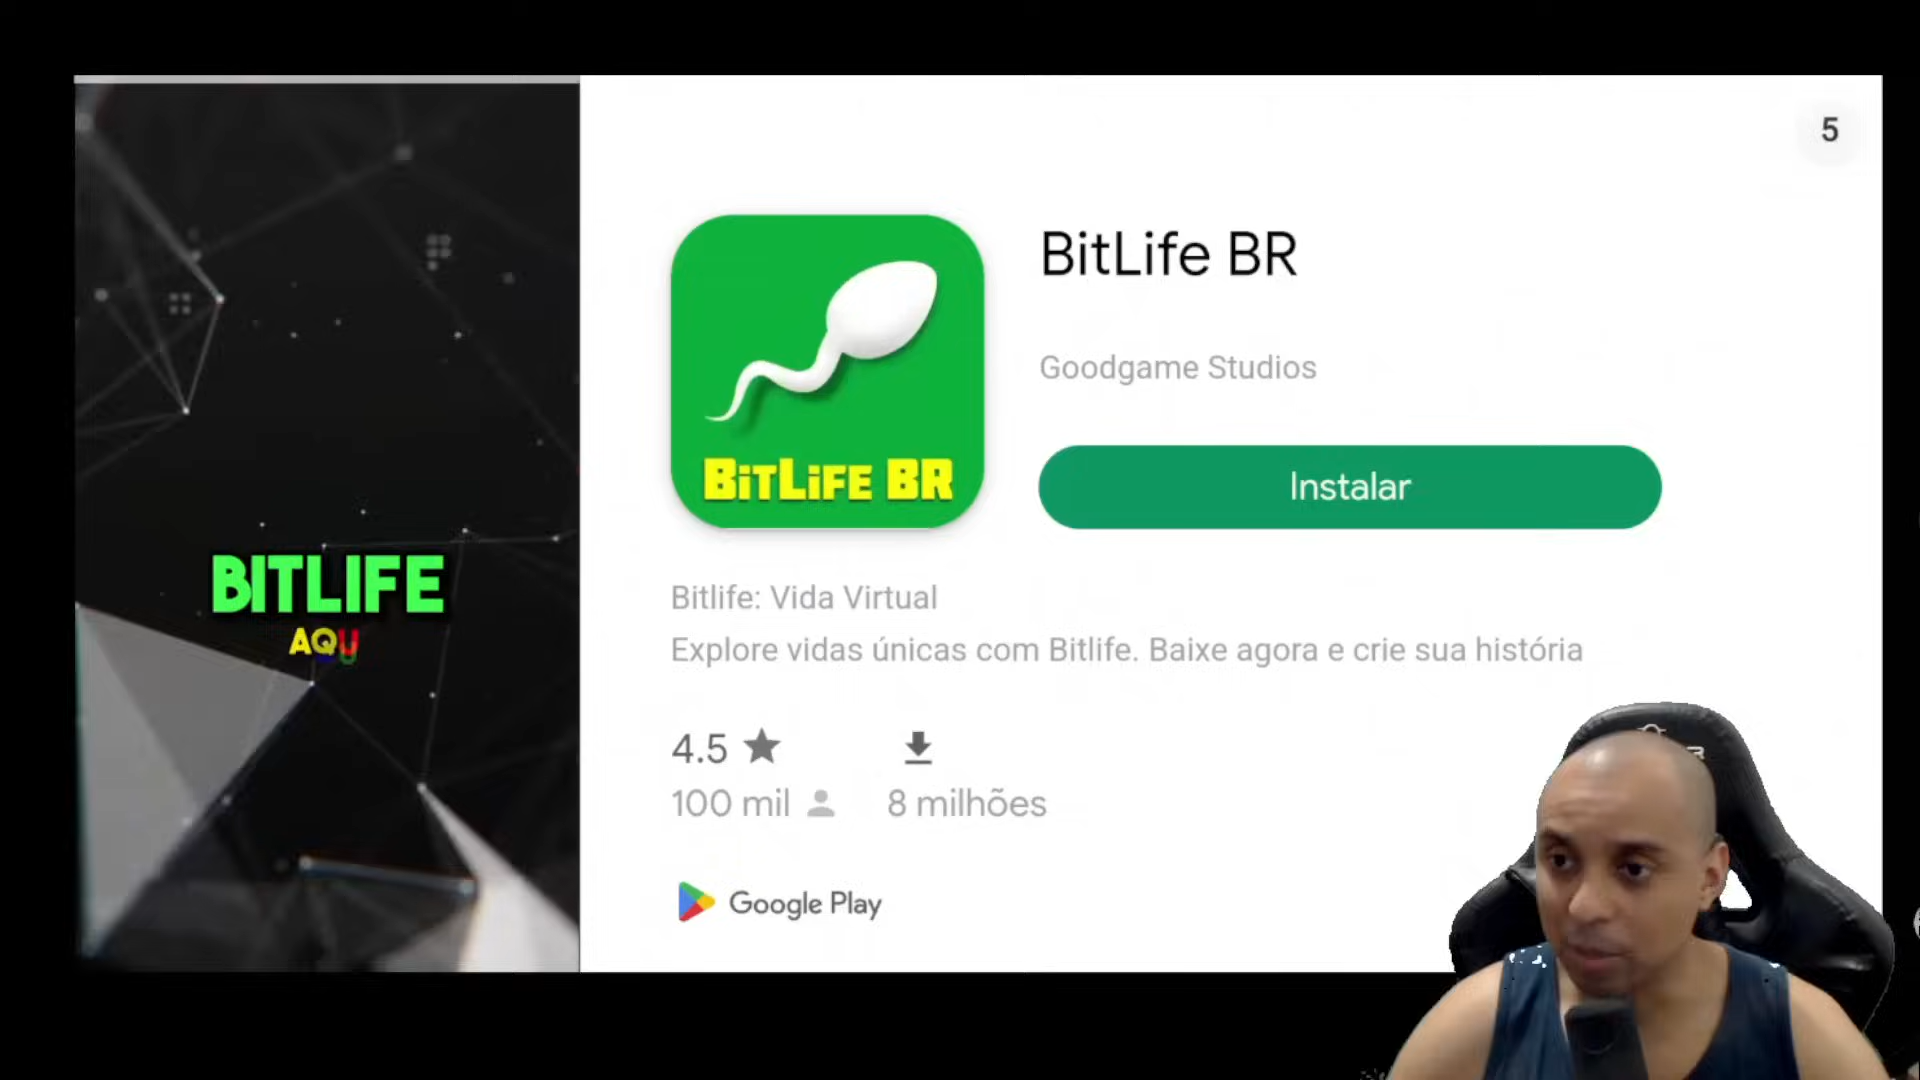 5
BitLife BR
Goodgame Studios
BitLife BR
Instalar
BITLIFE
AQU
Bitlife: Vida Virtual
Explore vidas únicas com Bitlife. Baixe agora e crie sua história
4.5
100 mil
8 milhões
Google Play